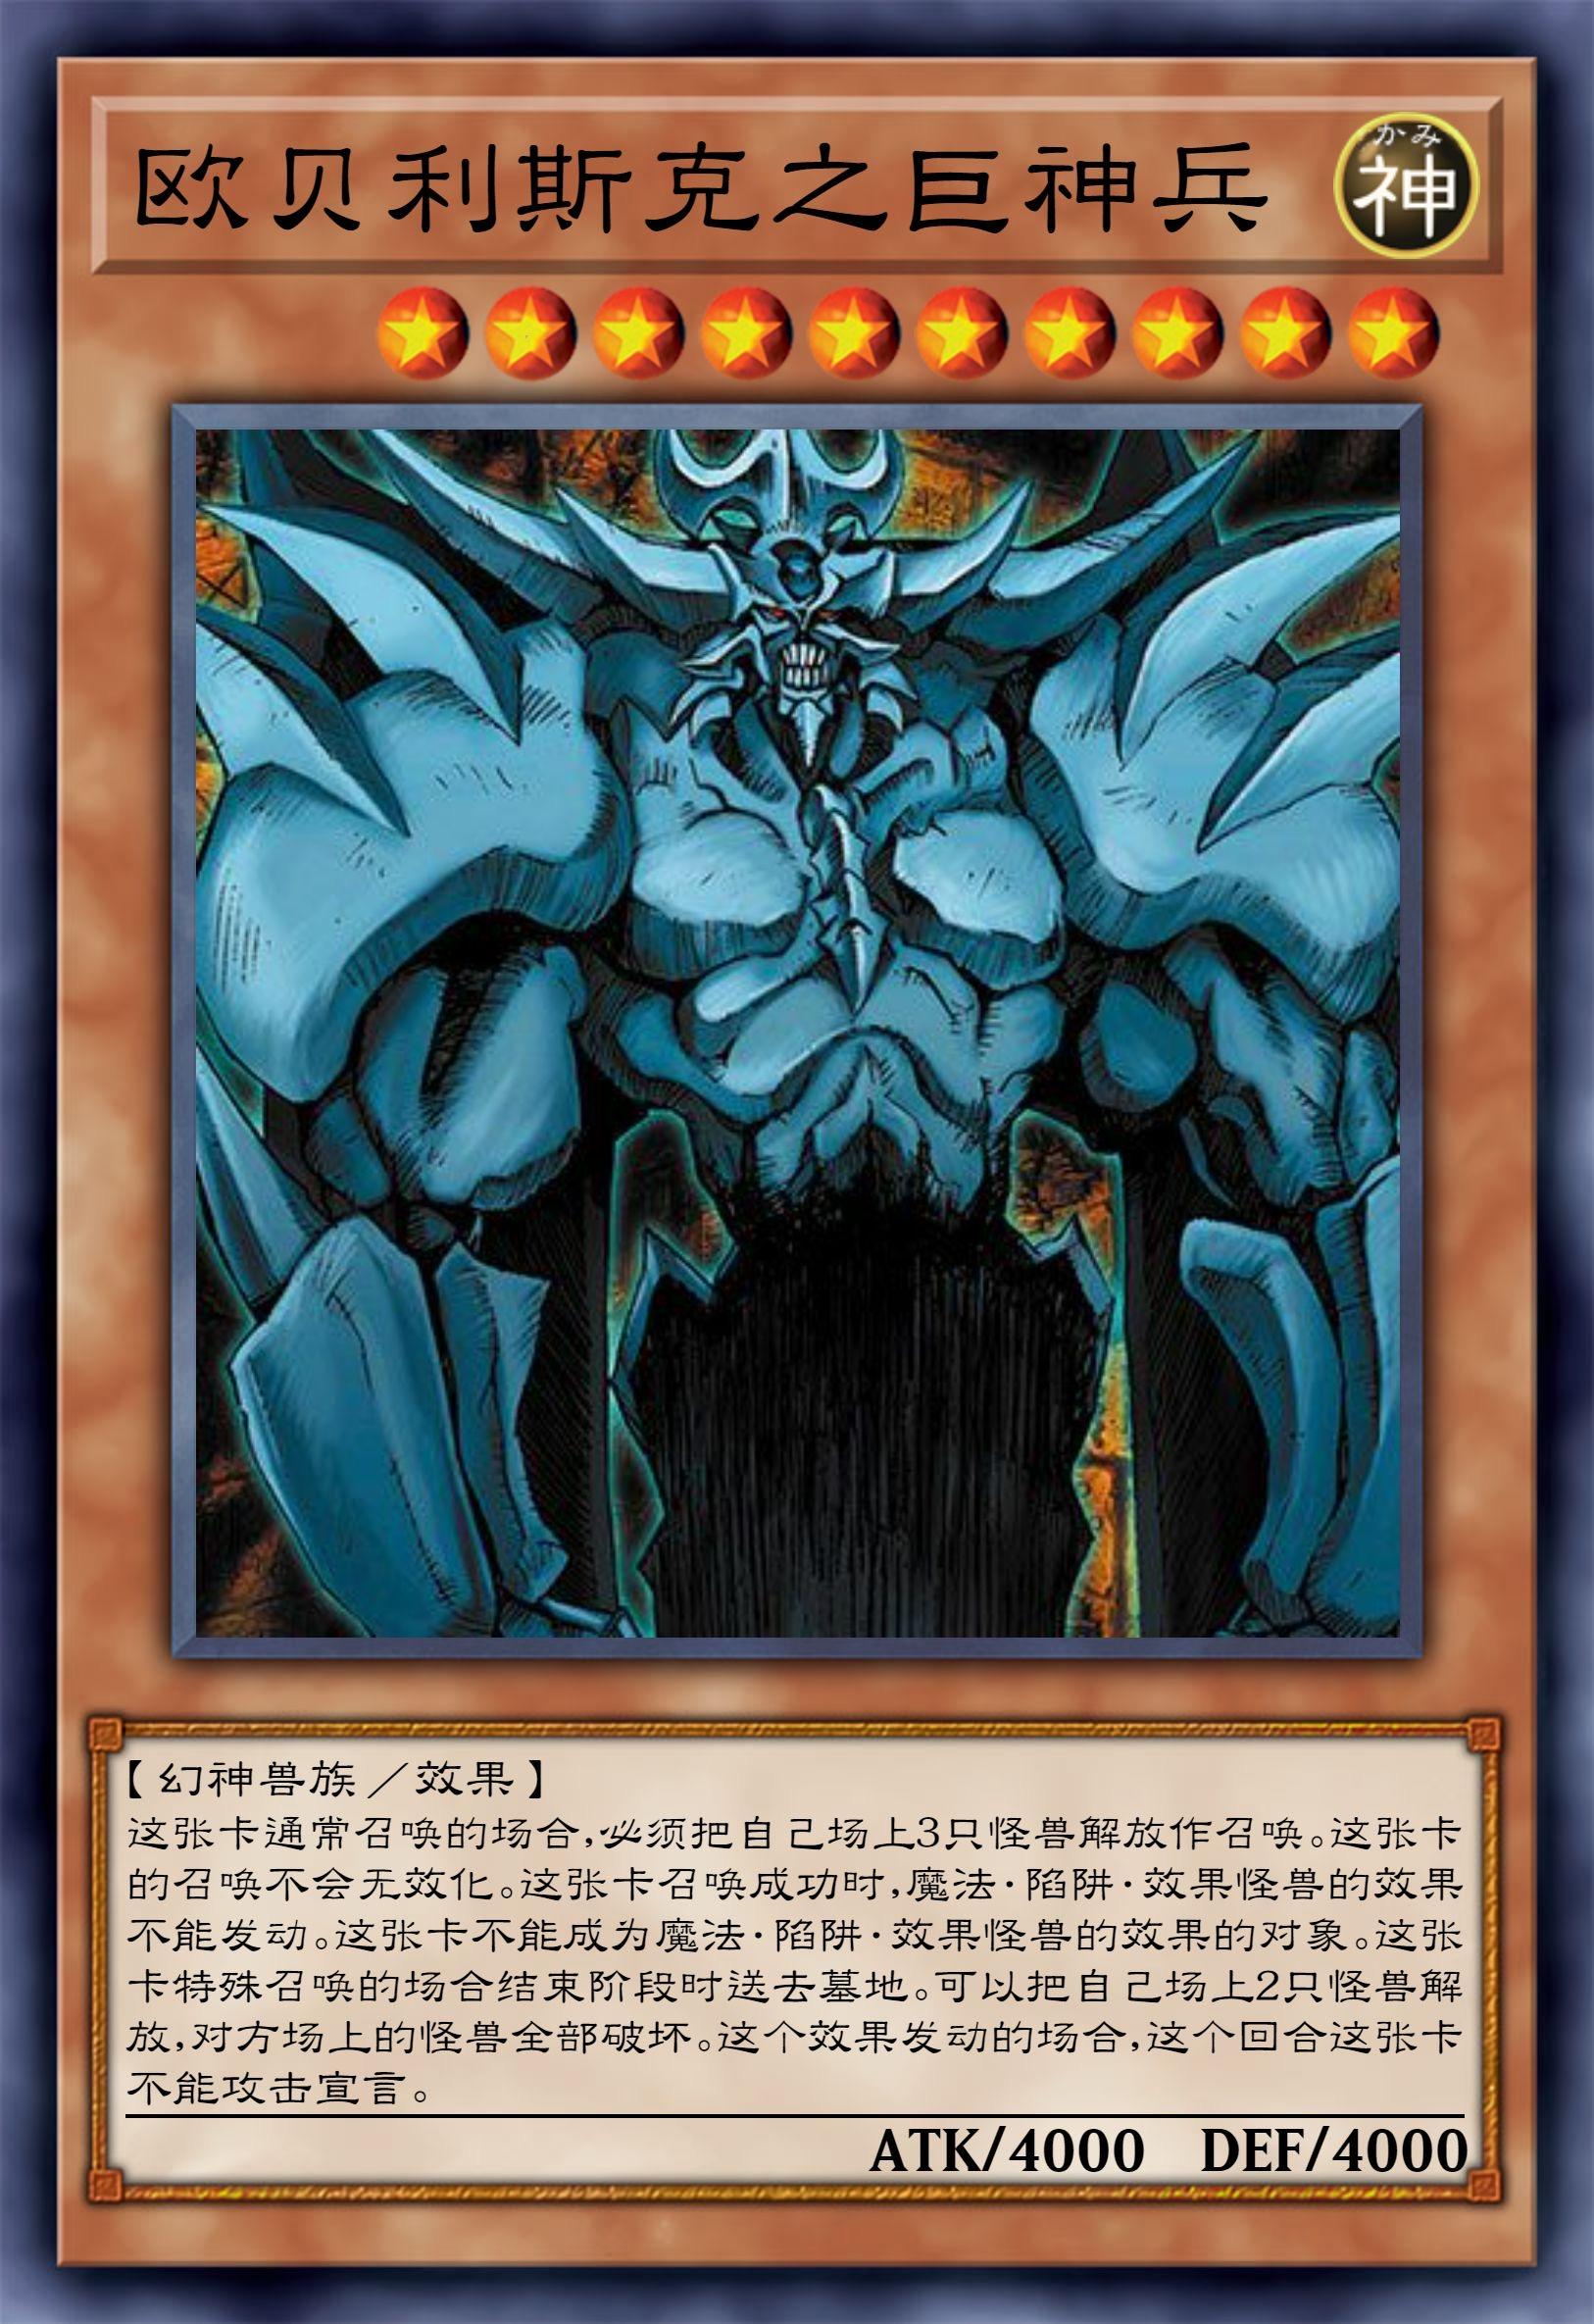 欧贝利斯克之巨神兵
かみ
神
【幻神兽族／效果】
这张卡通常召唤的场合,必须把自己场上3只怪兽解放作召唤。这张卡
的召唤不会无效化。这张卡召唤成功时,魔法·陷阱·效果怪兽的效果
不能发动。这张卡不能成为魔法·陷阱·效果怪兽的效果的对象。这张
卡特殊召唤的场合结束阶段时送去墓地。可以把自己场上2只怪兽解
放,对方场上的怪兽全部破坏。这个效果发动的场合,这个回合这张卡
不能攻击宣言。
ATK/4000 DEF/4000